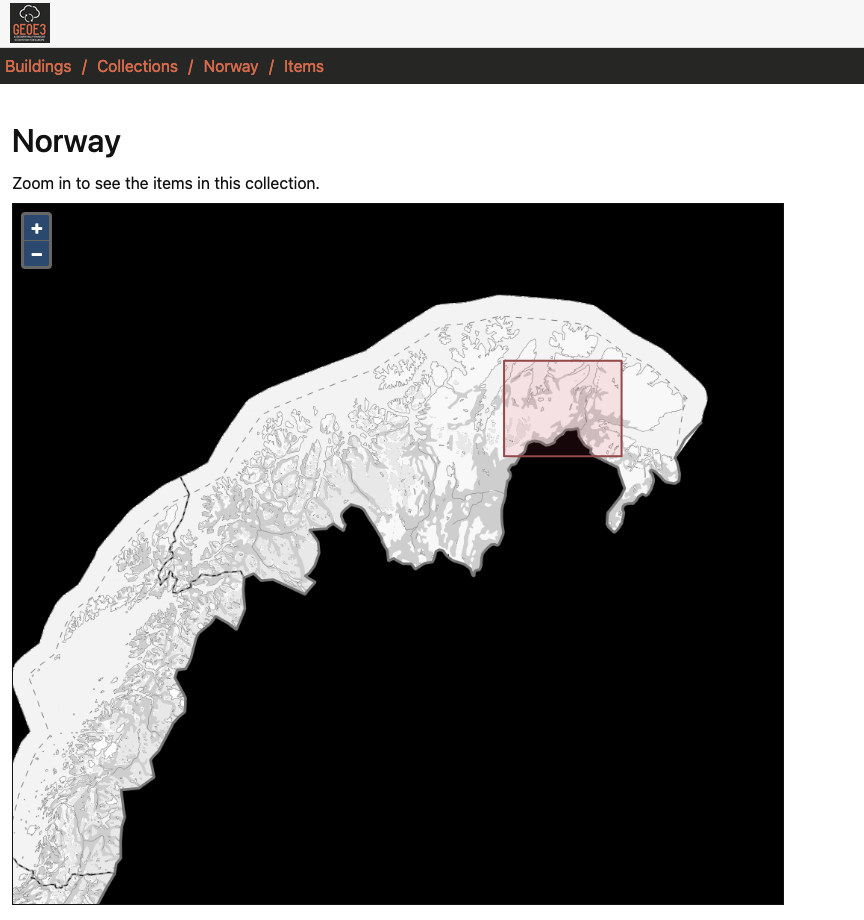 GEOE3
Buildings / Collections / Norway / Items
Norway
Zoom in to see the items in this collection.
+
−